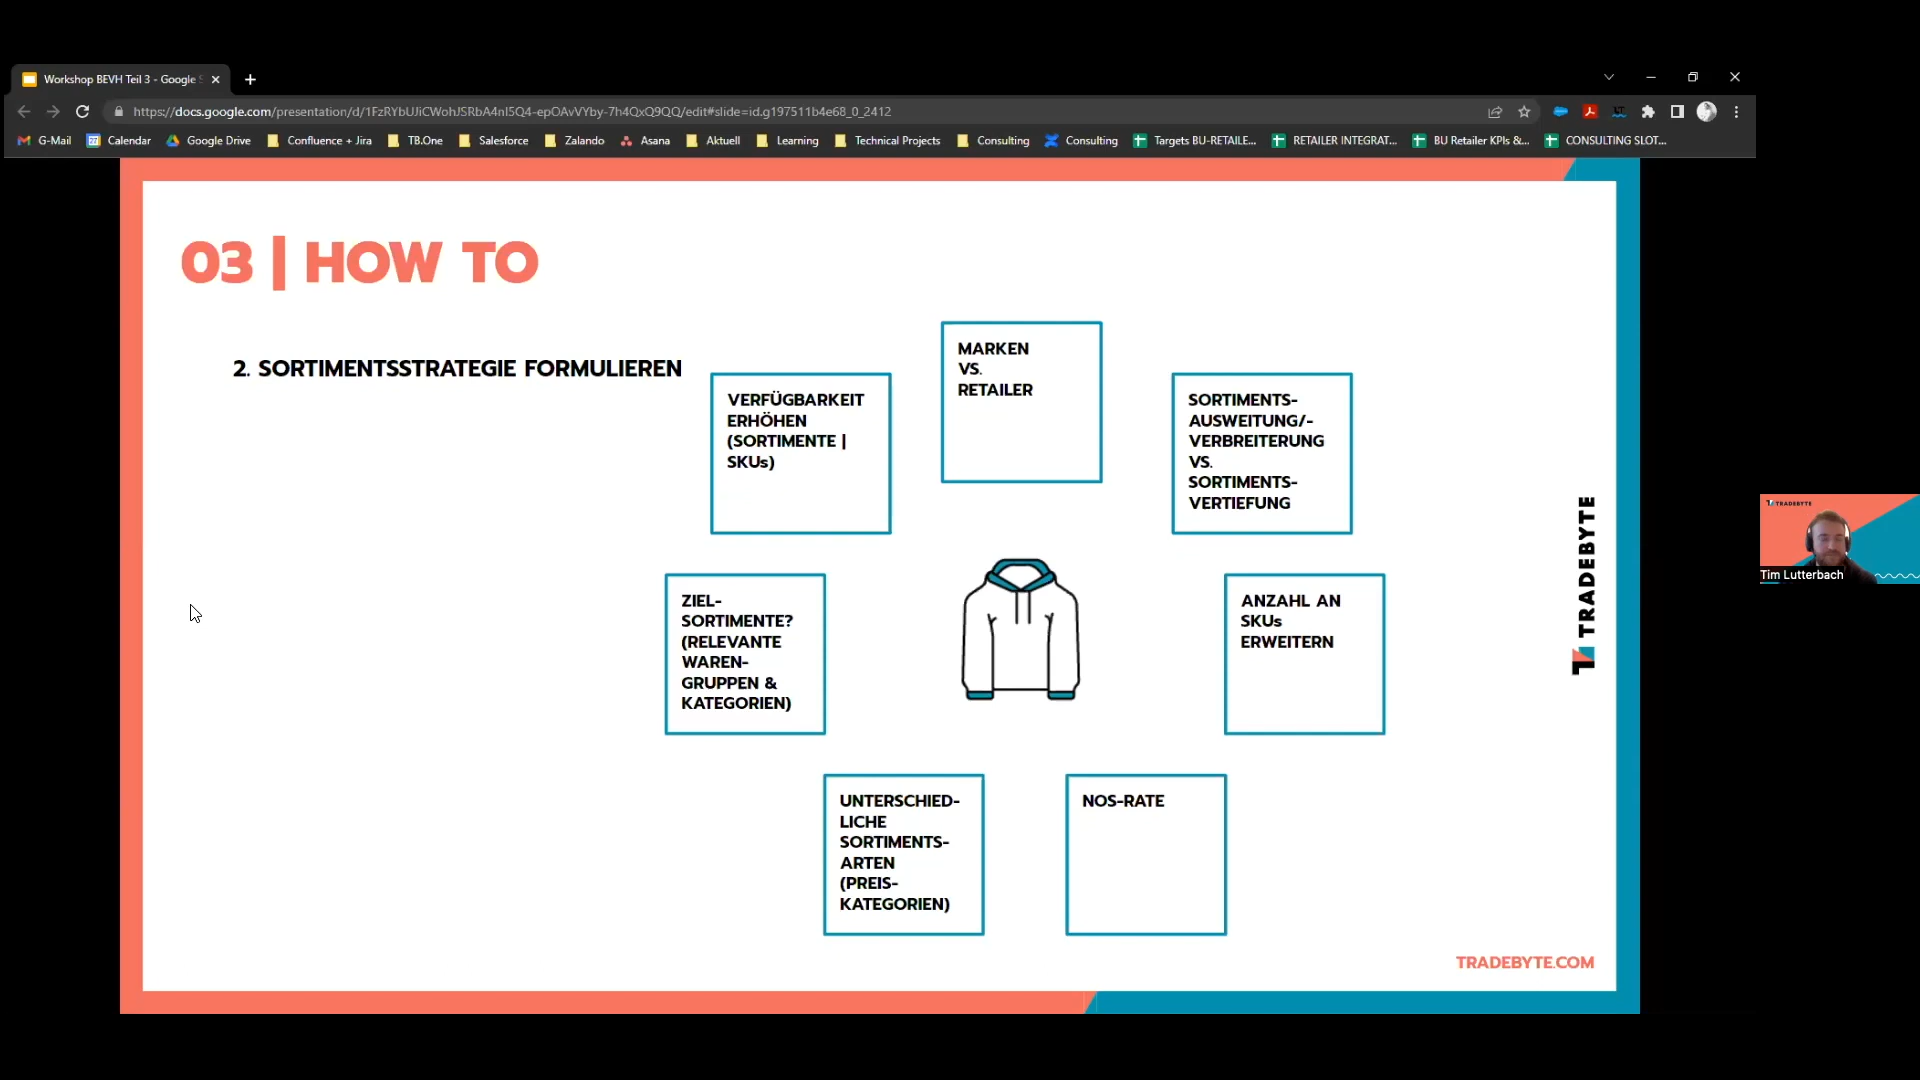 Workshop BEVH Teil 3 - Google S
https://docs.google.com/presentation/d/1FzRYbUJiCWohJSRbA4nI5Q4-epOAvVYby-7h4QxQ9QQ/edit#slide=id.g197511b4e68_0_2412
G-Mail Calendar Google Drive Confluence + Jira TB.One Salesforce Zalando Asana Aktuell Learning Technical Projects Consulting Consulting Targets BU-RETAILE... RETAILER INTEGRAT... BU Retailer KPIs &... CONSULTING SLOT...
03 | HOW TO
2. SORTIMENTSSTRATEGIE FORMULIEREN
VERFÜGBARKEIT
ERHÖHEN
(SORTIMENTE |
SKUs)
MARKEN
VS.
RETAILER
SORTIMENTS-
AUSWEITUNG/-
VERBREITERUNG
VS.
SORTIMENTS-
VERTIEFUNG
ZIEL-
SORTIMENTE?
(RELEVANTE
WAREN-
GRUPPEN &
KATEGORIEN)
ANZAHL AN
SKUs
ERWEITERN
UNTERSCHIED-
LICHE
SORTIMENTS-
ARTEN
(PREIS-
KATEGORIEN)
NOS-RATE
TRADEBYTE
TRADEBYTE.COM
TRADEBYTE
Tim Lutterbach